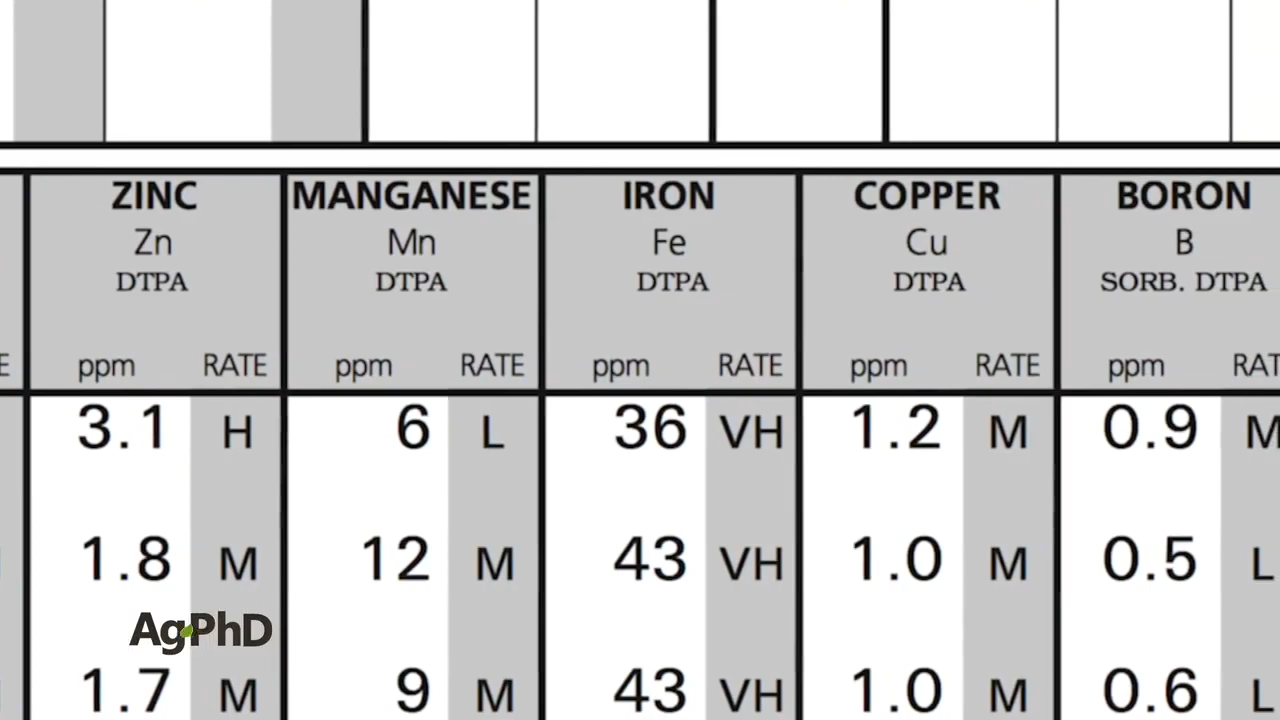 ZINC MANGANESE IRON COPPER BORON
Zn Mn Fe Cu B
DTPA DTPA DTPA DTPA SORB. DTPA
ppm RATE ppm RATE ppm RATE ppm RATE ppm RAT
3.1 H 6 L 36 VH 1.2 M 0.9 M
1.8 M 12 M 43 VH 1.0 M 0.5 L
AgPhD
1.7 M 9 M 43 VH 1.0 M 0.6 L